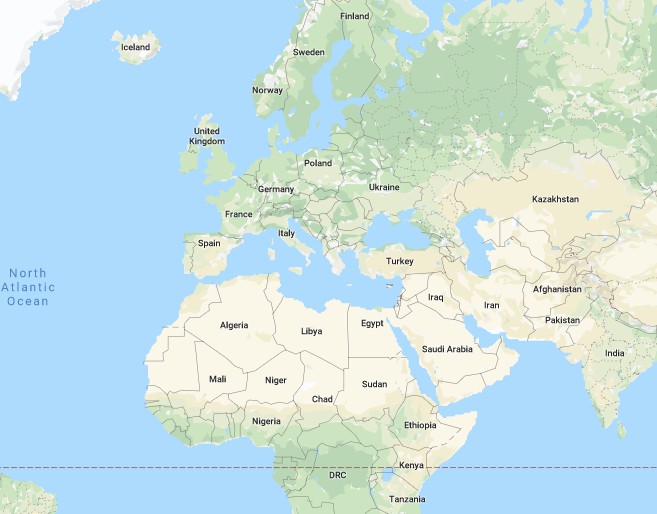 Finland
Iceland
Sweden
Norway
United
Kingdom
Poland
Germany
Ukraine
Kazakhstan
France
Italy
Spain
Turkey
North
Atlantic
Ocean
Afghanistan
Iraq
Iran
Pakistan
Algeria
Libya
Egypt
Saudi Arabia
India
Mali
Niger
Sudan
Chad
Nigeria
Ethiopia
Kenya
DRC
Tanzania